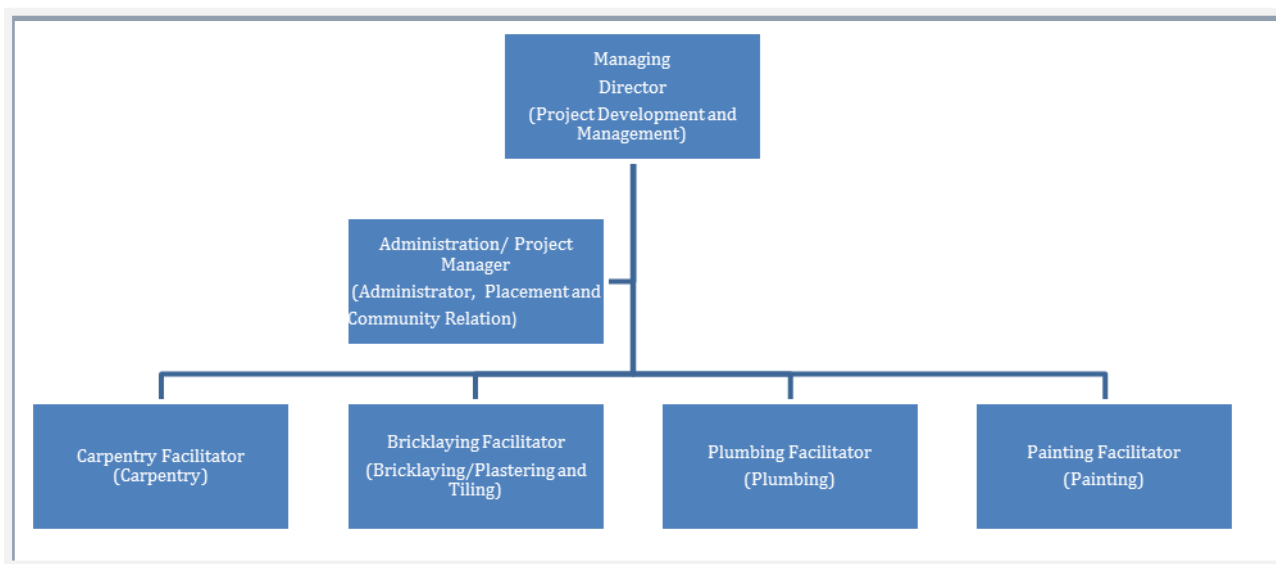 Managing
Director
(Project Development and
Management)
Administration/ Project
Manager
(Administrator, Placement and
Community Relation)
Carpentry Facilitator
(Carpentry)
Bricklaying Facilitator
(Bricklaying/Plastering and
Tiling)
Plumbing Facilitator
(Plumbing)
Painting Facilitator
(Painting)